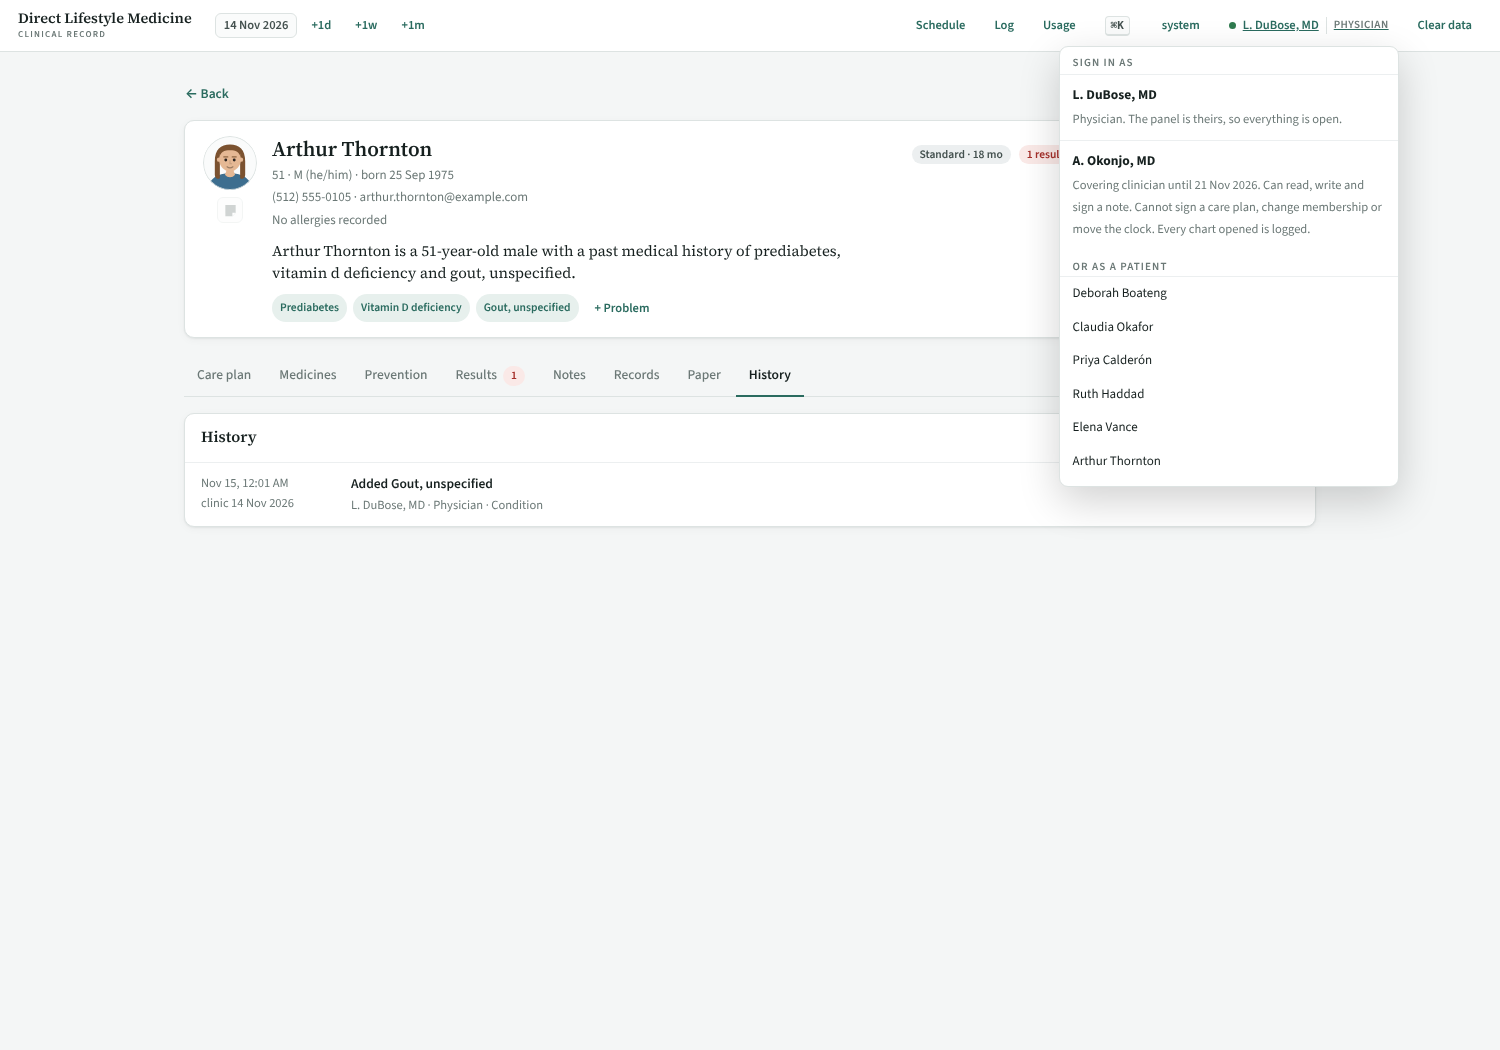 Direct Lifestyle Medicine
CLINICAL RECORD
14 Nov 2026
+1d
+1w
+1m
Schedule
Log
Usage
⌘K
system
L. DuBose, MD
PHYSICIAN
Clear data
← Back
Arthur Thornton
51 · M (he/him) · born 25 Sep 1975
(512) 555-0105 · arthur.thornton@example.com
No allergies recorded
Standard · 18 mo
1 resul
Arthur Thornton is a 51-year-old male with a past medical history of prediabetes,
vitamin d deficiency and gout, unspecified.
Prediabetes
Vitamin D deficiency
Gout, unspecified
+ Problem
Care plan
Medicines
Prevention
Results 1
Notes
Records
Paper
History
History
Nov 15, 12:01 AM
clinic 14 Nov 2026
Added Gout, unspecified
L. DuBose, MD · Physician · Condition
SIGN IN AS
L. DuBose, MD
Physician. The panel is theirs, so everything is open.
A. Okonjo, MD
Covering clinician until 21 Nov 2026. Can read, write and
sign a note. Cannot sign a care plan, change membership or
move the clock. Every chart opened is logged.
OR AS A PATIENT
Deborah Boateng
Claudia Okafor
Priya Calderón
Ruth Haddad
Elena Vance
Arthur Thornton